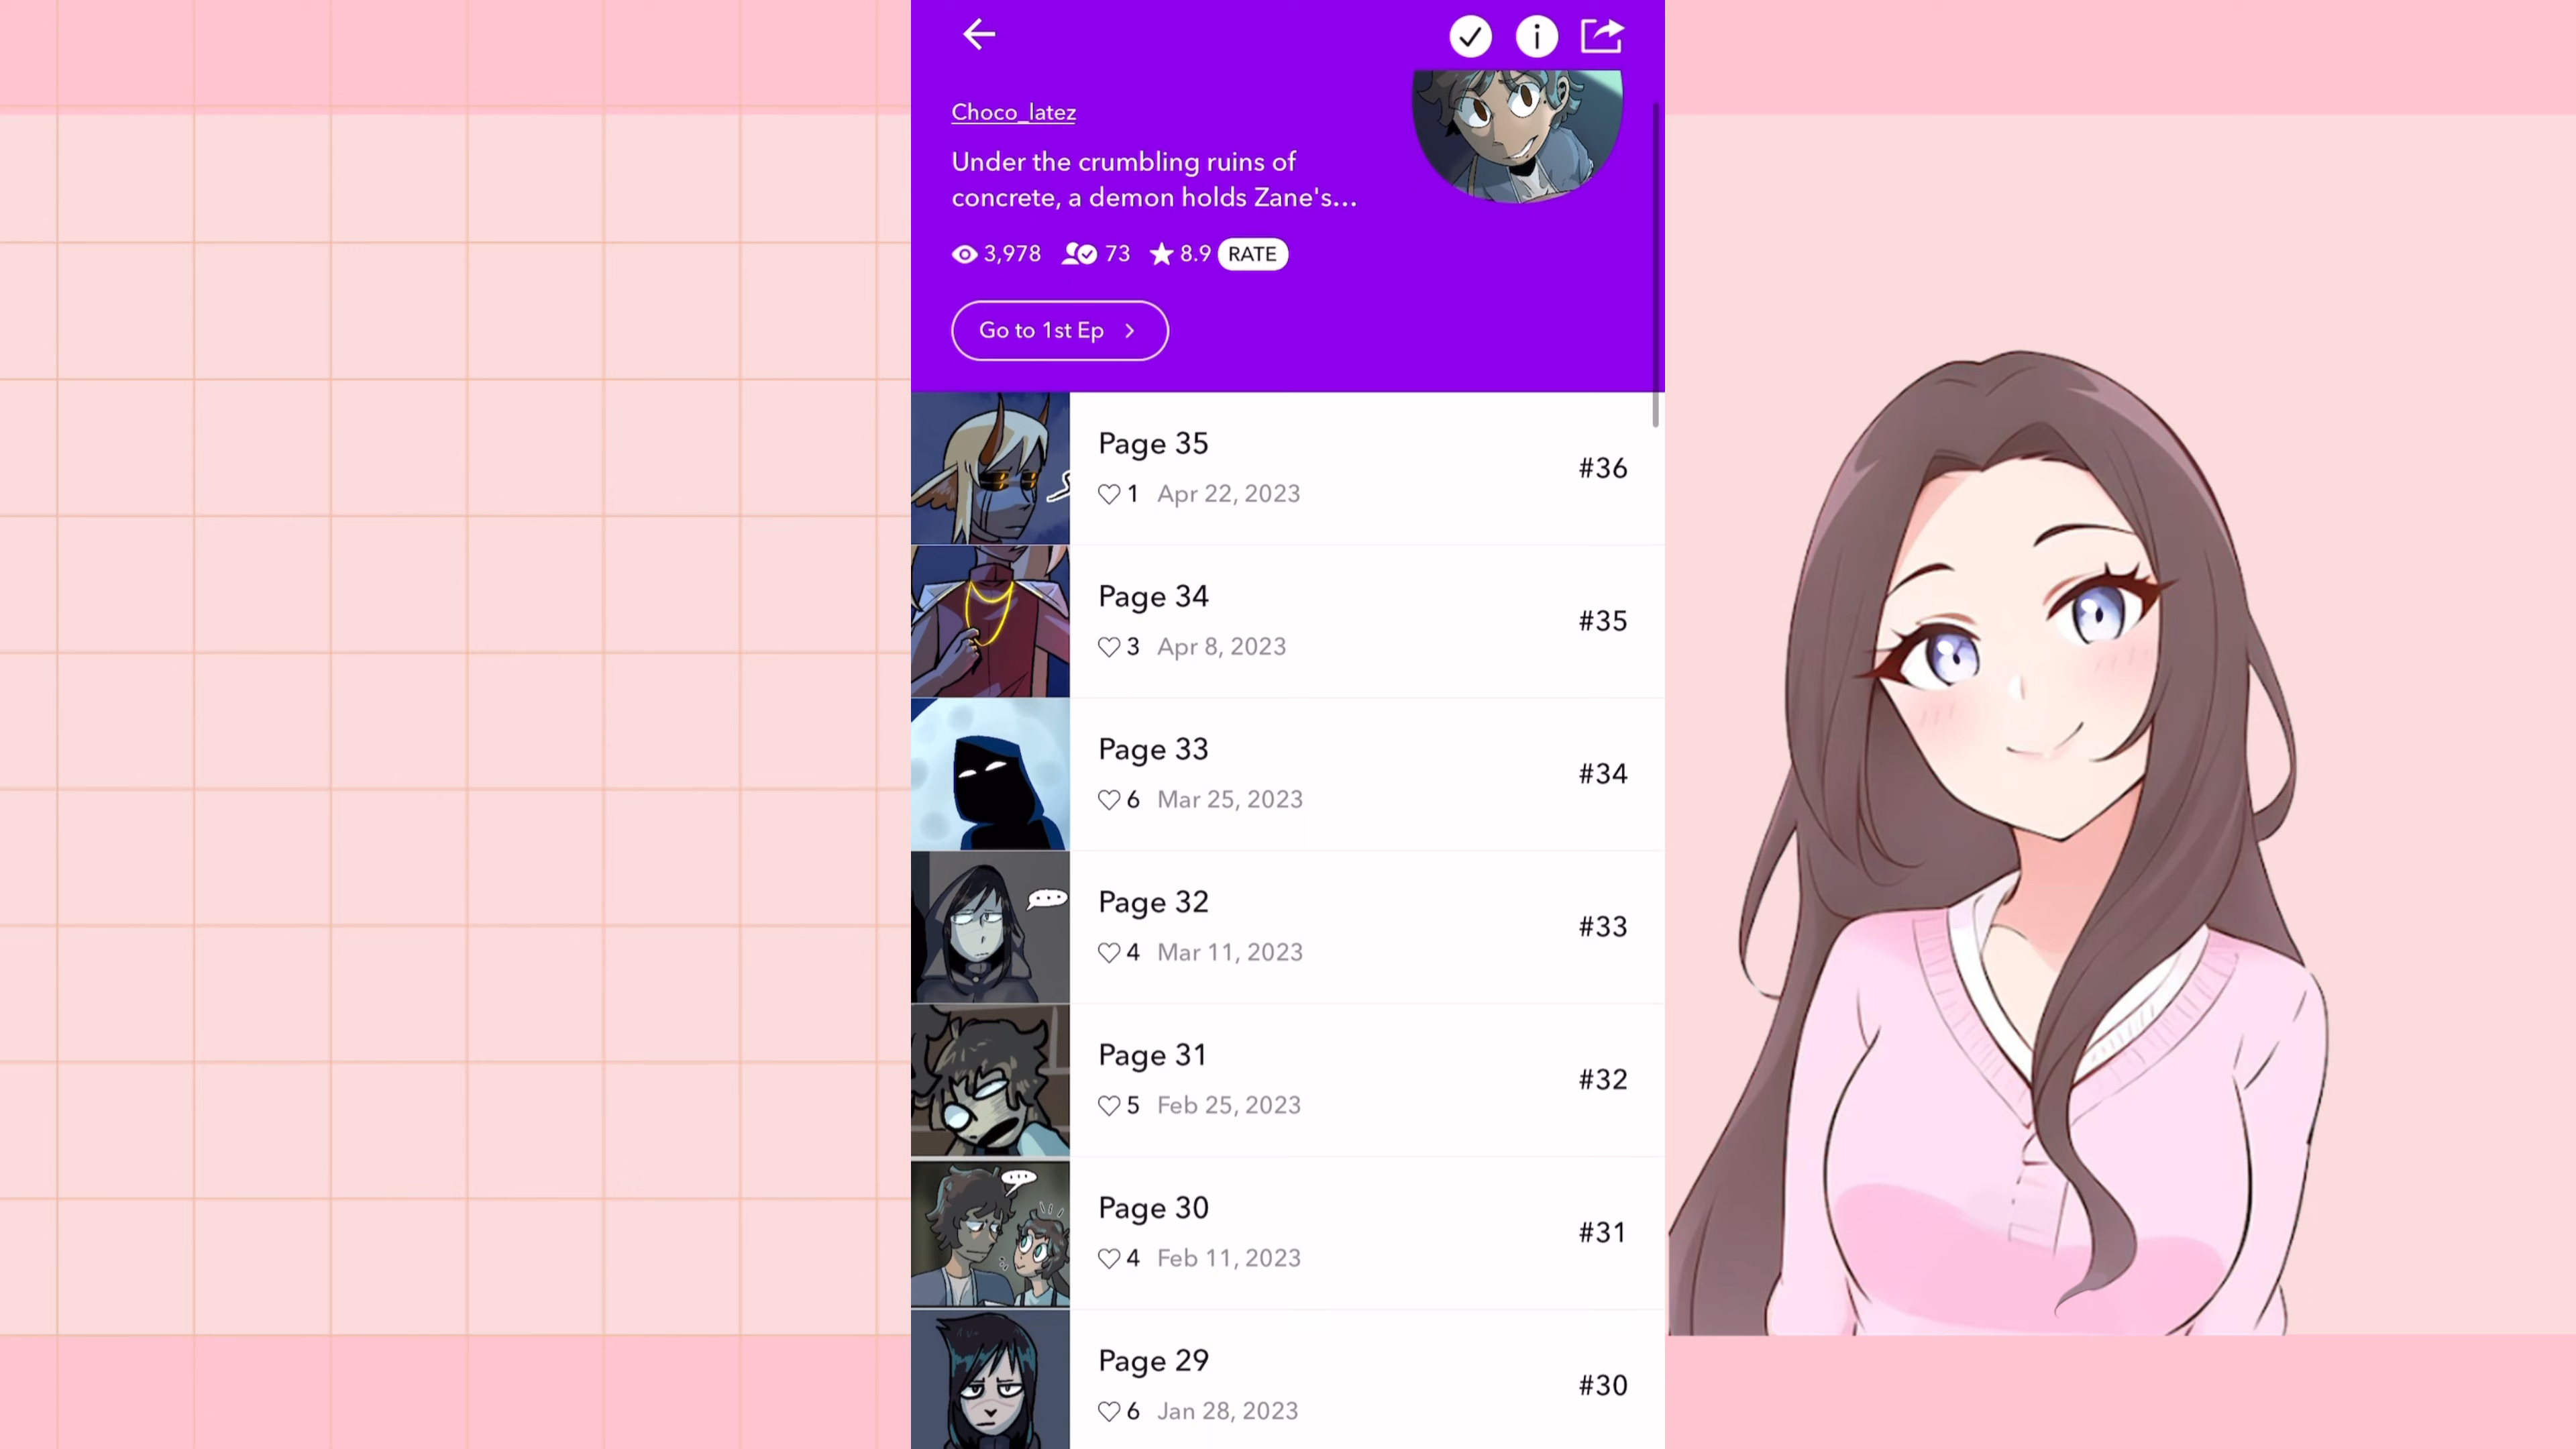 Choco_latez
Under the crumbling ruins of
concrete, a demon holds Zane's...
3,978 73 8.9 RATE
Go to 1st Ep
Page 35
#36
1 Apr 22, 2023
Page 34
#35
3 Apr 8, 2023
Page 33
#34
6 Mar 25, 2023
Page 32
#33
4 Mar 11, 2023
Page 31
#32
5 Feb 25, 2023
Page 30
#31
4 Feb 11, 2023
Page 29
#30
6 Jan 28, 2023